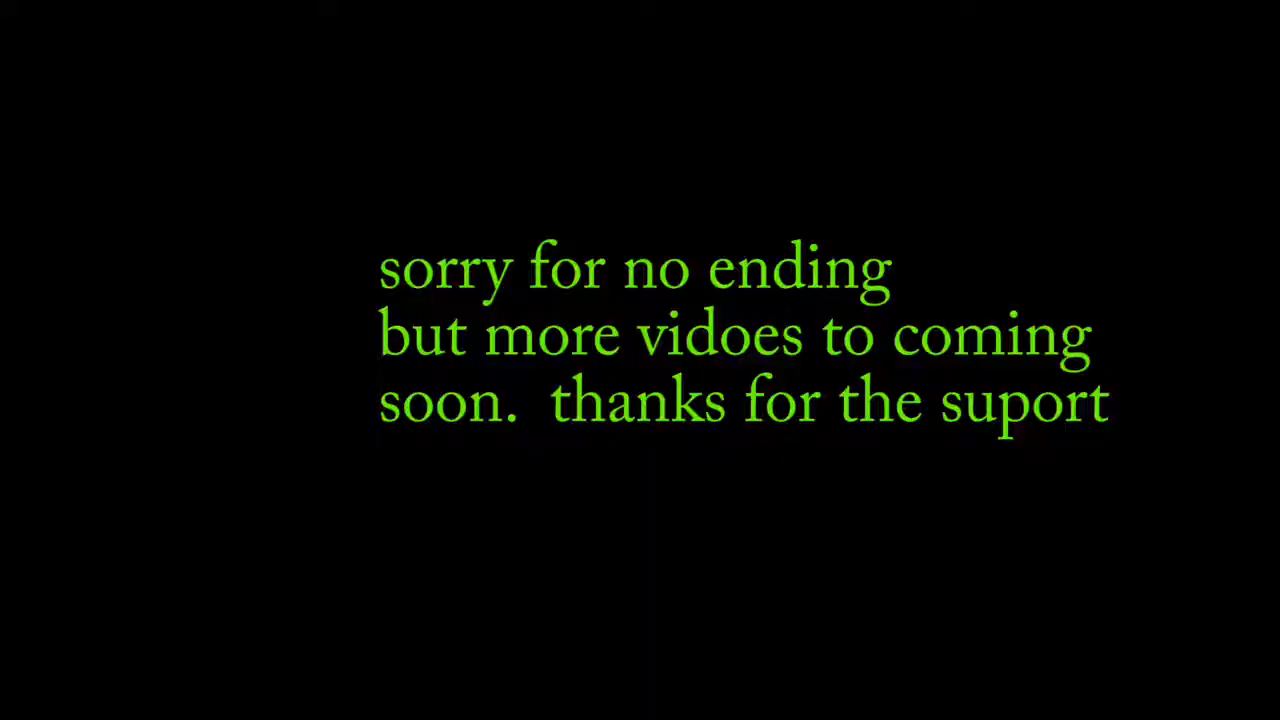 sorry for no ending
but more vidoes to coming
soon.  thanks for the suport